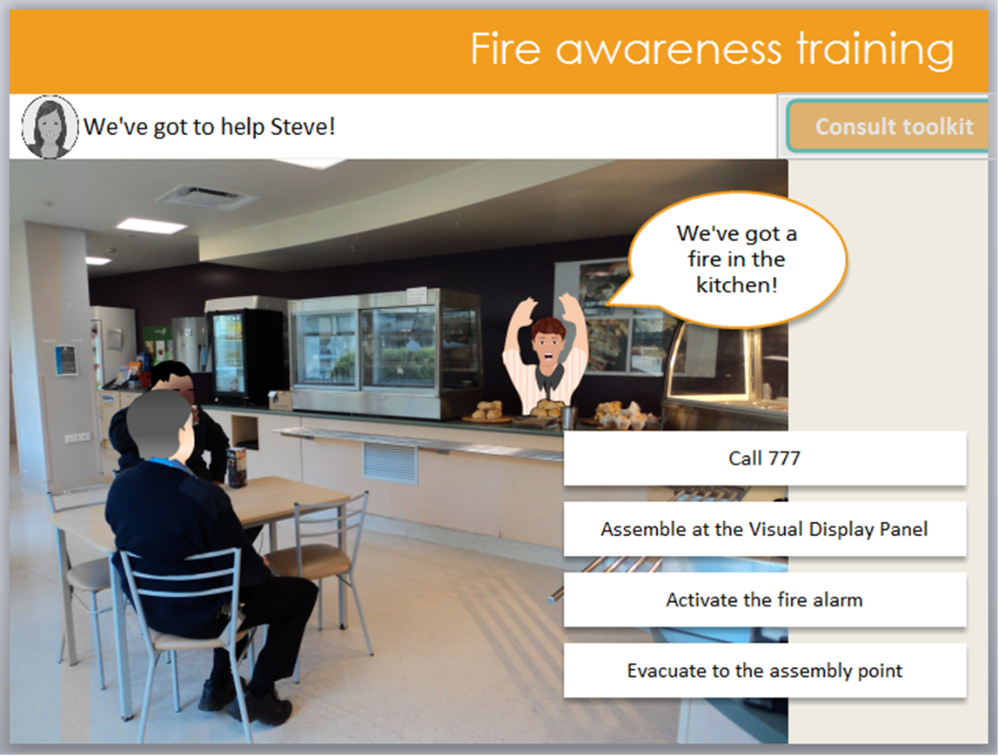 Fire awareness training
We've got to help Steve!
Consult toolkit
We've got a
fire in the
kitchen!
Call 777
Assemble at the Visual Display Panel
Activate the fire alarm
Evacuate to the assembly point